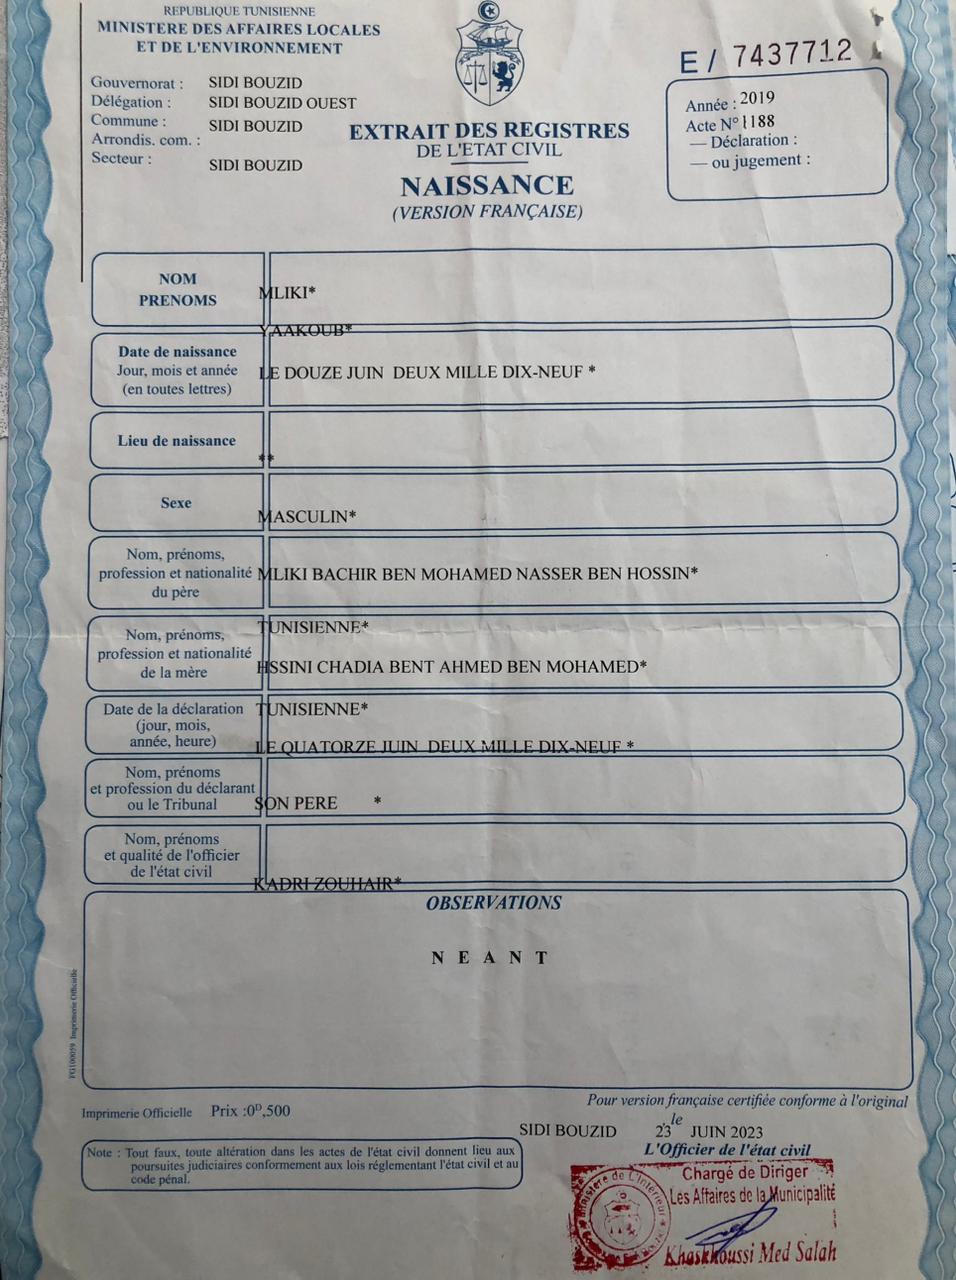 REPUBLIQUE TUNISIENNE
MINISTERE DES AFFAIRES LOCALES
ET DE L'ENVIRONNEMENT
Gouvernorat : SIDI BOUZID
Délégation : SIDI BOUZID OUEST
Commune : SIDI BOUZID
Arrondis. com. :
Secteur : SIDI BOUZID
E / 7437712
Année : 2019
Acte N° 1188
— Déclaration :
— ou jugement :
EXTRAIT DES REGISTRES
DE L'ETAT CIVIL
NAISSANCE
(VERSION FRANÇAISE)
NOM
PRENOMS
MLIKI*
YAAKOUB*
Date de naissance
Jour, mois et année
(en toutes lettres)
LE DOUZE JUIN DEUX MILLE DIX-NEUF *
Lieu de naissance
**
Sexe
MASCULIN*
Nom, prénoms,
profession et nationalité
du père
MLIKI BACHIR BEN MOHAMED NASSER BEN HOSSIN*
TUNISIENNE*
Nom, prénoms,
profession et nationalité
de la mère
HSSINI CHADIA BENT AHMED BEN MOHAMED*
TUNISIENNE*
Date de la déclaration
(jour, mois,
année, heure)
LE QUATORZE JUIN DEUX MILLE DIX-NEUF *
Nom, prénoms
et profession du déclarant
ou le Tribunal
SON PERE *
Nom, prénoms
et qualité de l'officier
de l'état civil
KADRI ZOUHAIR*
OBSERVATIONS
N E A N T
FG100059 Imprimerie Officielle
Imprimerie Officielle Prix :0D,500
Pour version française certifiée conforme à l'original
SIDI BOUZID le 23 JUIN 2023
L'Officier de l'état civil
Note : Tout faux, toute altération dans les actes de l'état civil donnent lieu aux
poursuites judiciaires conformement aux lois réglementant l'état civil et au
code pénal.
Ministère de L'Intérieur
Chargé de Diriger
Les Affaires de la Municipalité
Khaskhoussi Med Salah